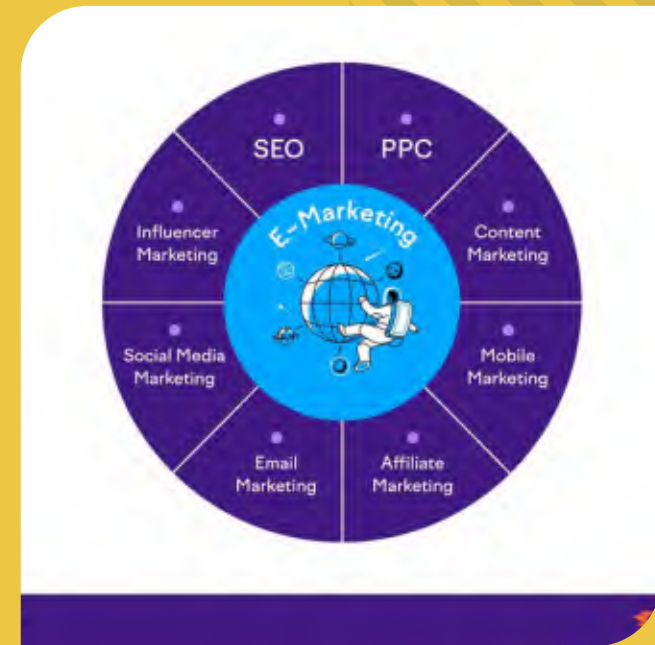 SEO
PPC
E-Marketing
Influencer
Marketing
Content
Marketing
Social Media
Marketing
Mobile
Marketing
Email
Marketing
Affiliate
Marketing